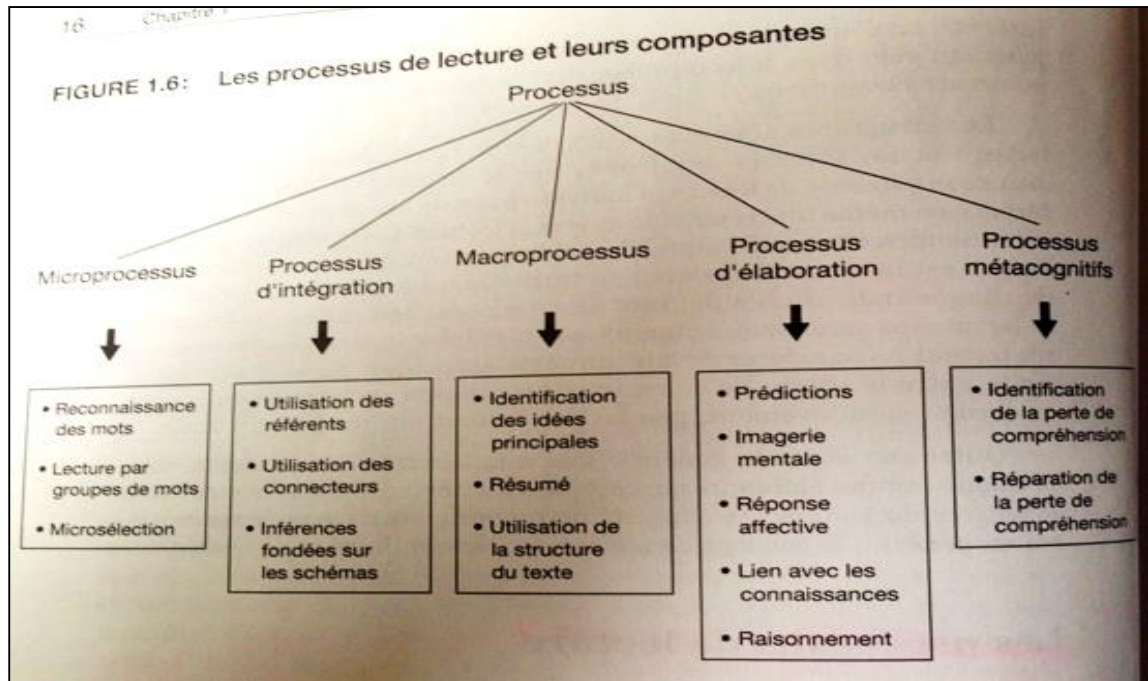 16 Chapitre 1
FIGURE 1.6: Les processus de lecture et leurs composantes
Processus
Microprocessus
Processus
d'intégration
Macroprocessus
Processus
d'élaboration
Processus
métacognitifs
• Reconnaissance
des mots
• Lecture par
groupes de mots
• Microsélection
• Utilisation des
référents
• Utilisation des
connecteurs
• Inférences
fondées sur
les schémas
• Identification
des idées
principales
• Résumé
• Utilisation de
la structure
du texte
• Prédictions
• Imagerie
mentale
• Réponse
affective
• Lien avec les
connaissances
• Raisonnement
• Identification
de la perte de
compréhension
• Réparation de
la perte de
compréhension